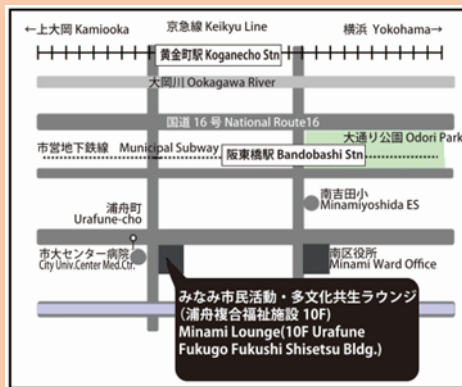 ←上大岡 Kamiooka 京急線 Keikyu Line 横浜 Yokohama→
黄金町駅 Koganecho Stn
大岡川 Ookagawa River
国道 16 号 National Route16
大通り公園 Odori Park
市営地下鉄線 Municipal Subway
阪東橋駅 Bandobashi Stn
浦舟町
Urafune-cho
南吉田小
Minamiyoshida ES
市大センター病院
City Univ.Center Med.Ctr.
南区役所
Minami Ward Office
みなみ市民活動・多文化共生ラウンジ
(浦舟複合福祉施設 10F)
Minami Lounge(10F Urafune
Fukugo Fukushi Shisetsu Bldg.)